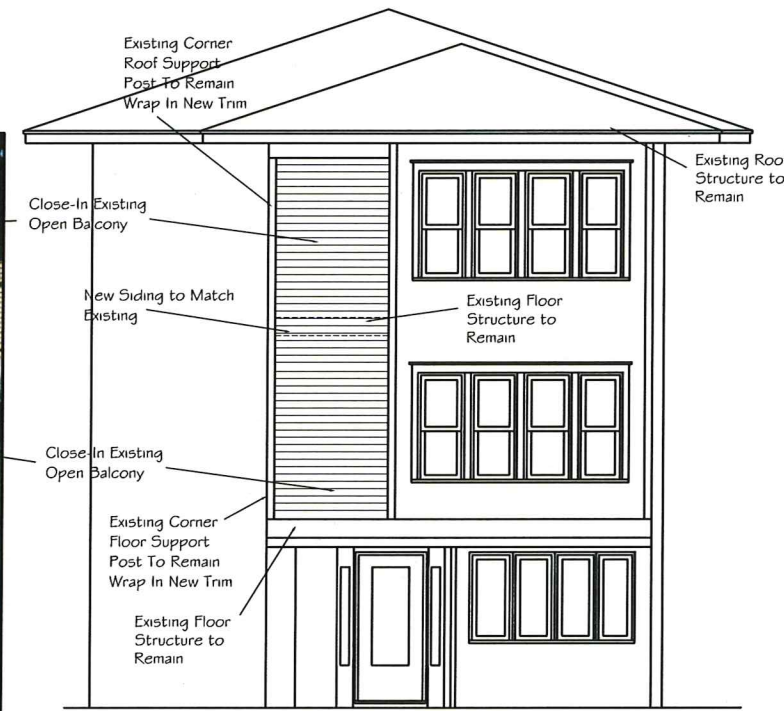 Existing Corner
Roof Support
Post To Remain
Wrap In New Trim
Existing Roo
Structure to
Remain
Close-In Existing
Open Balcony
New Siding to Match
Existing
Existing Floor
Structure to
Remain
Close-In Existing
Open Balcony
Existing Corner
Floor Support
Post To Remain
Wrap In New Trim
Existing Floor
Structure to
Remain